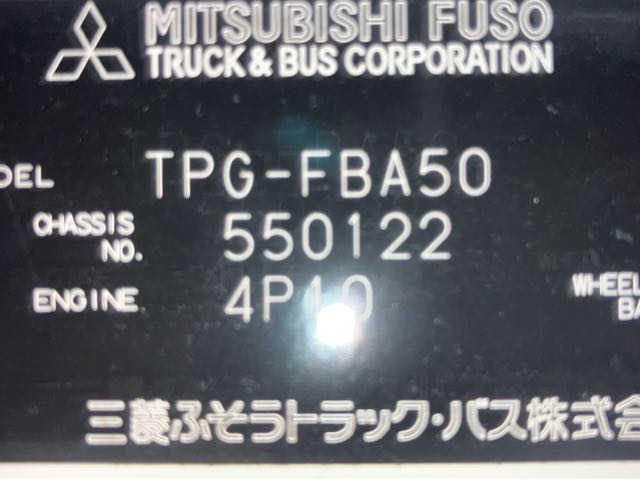 MITSUBISHI FUSO
TRUCK & BUS CORPORATION
DEL TPG-FBA50
CHASSIS NO. 550122
ENGINE 4P10
WHEEL BA
三菱ふそうトラック・バス株式会